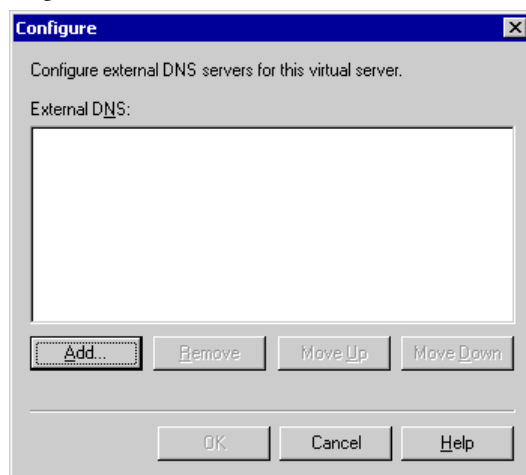 Configure
Configure external DNS servers for this virtual server.
External DNS:
Add...
Remove
Move Up
Move Down
OK
Cancel
Help